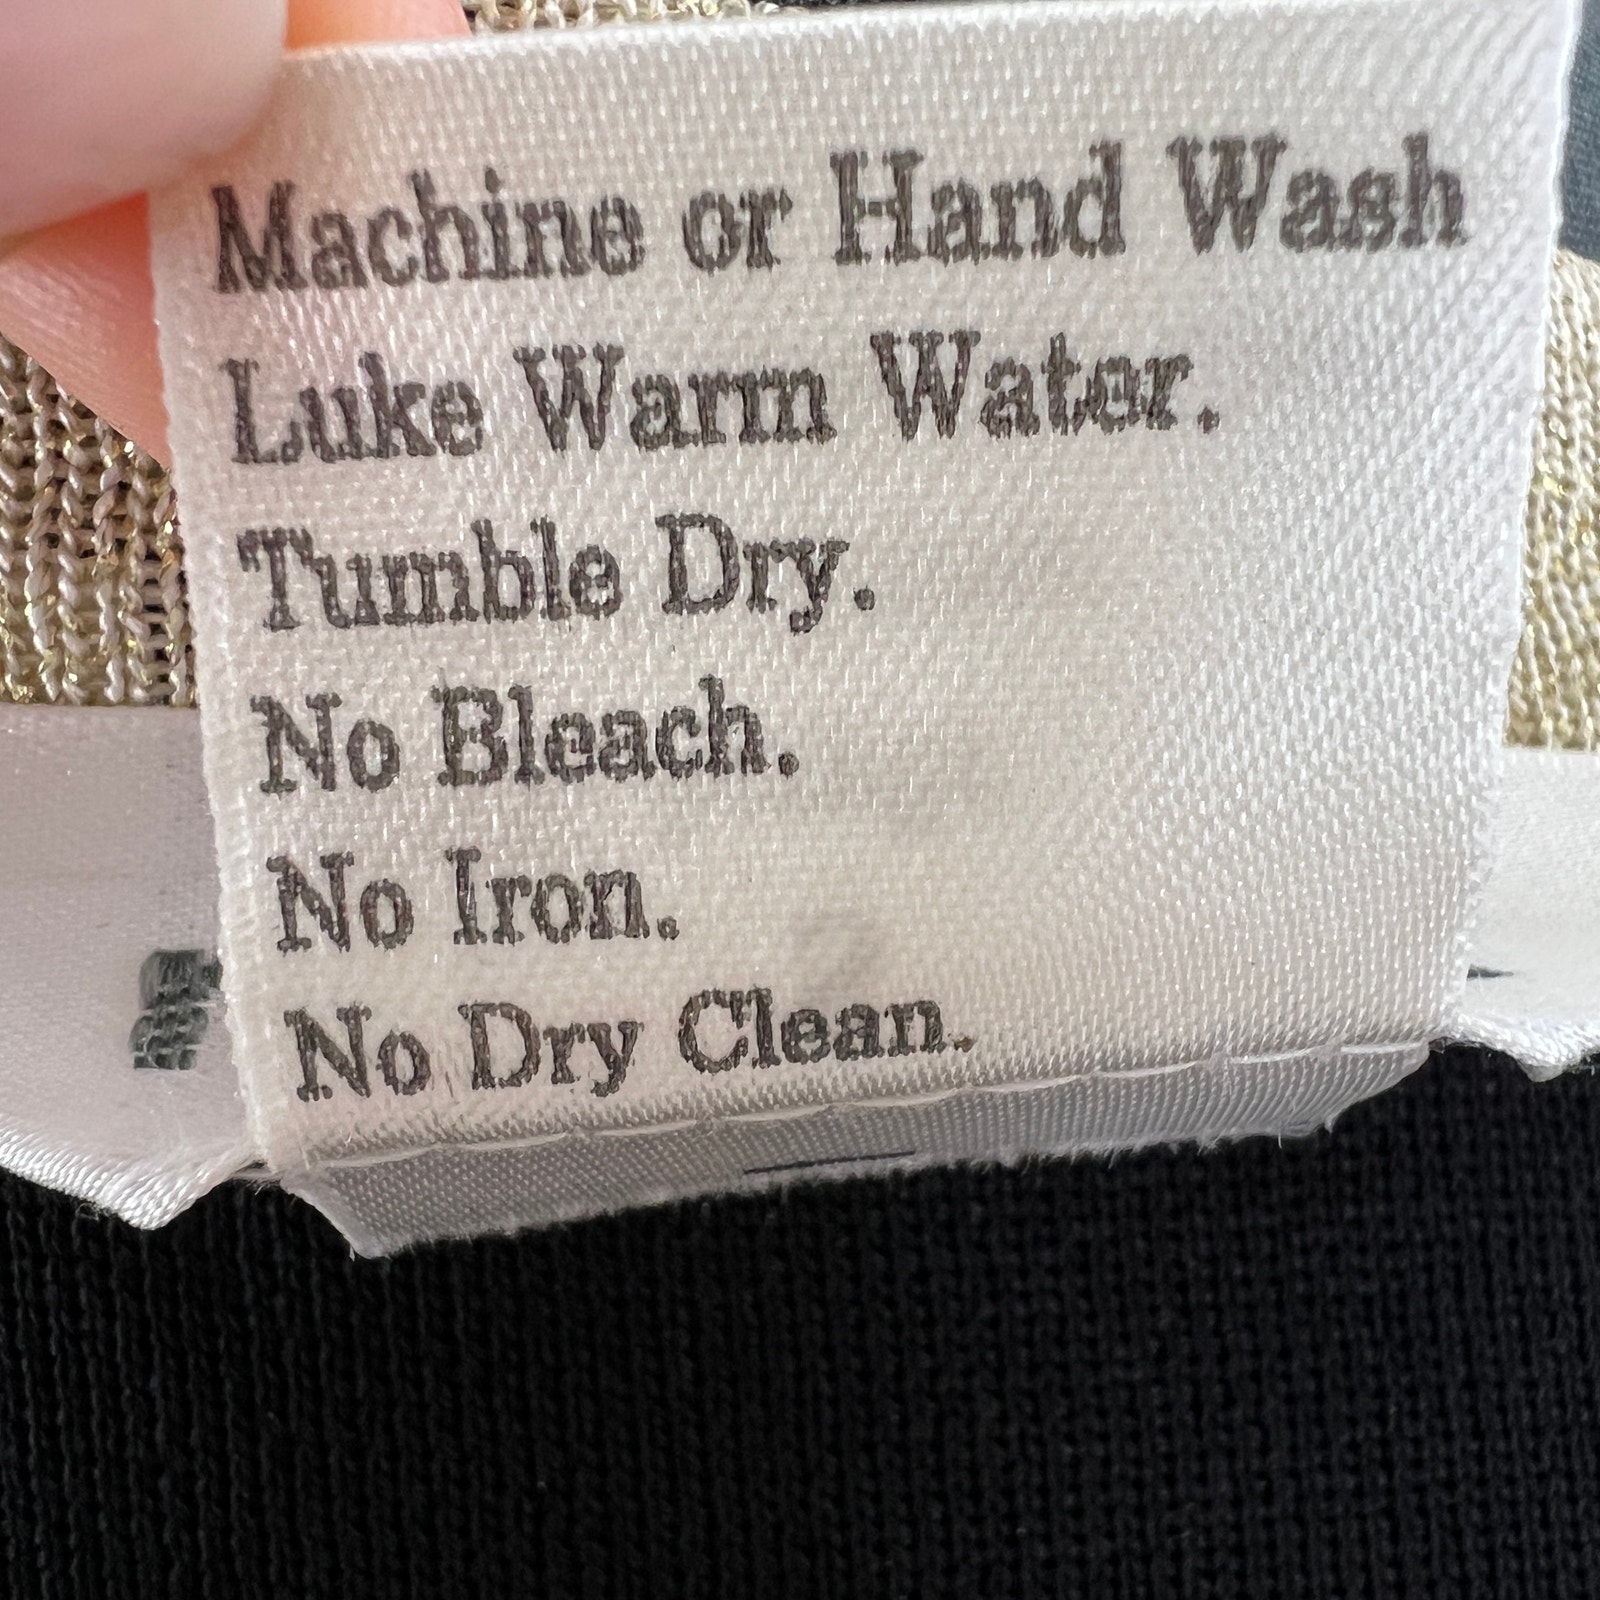 Machine or Hand Wash
Luke Warm Water.
Tumble Dry.
No Bleach.
No Iron.
No Dry Clean.